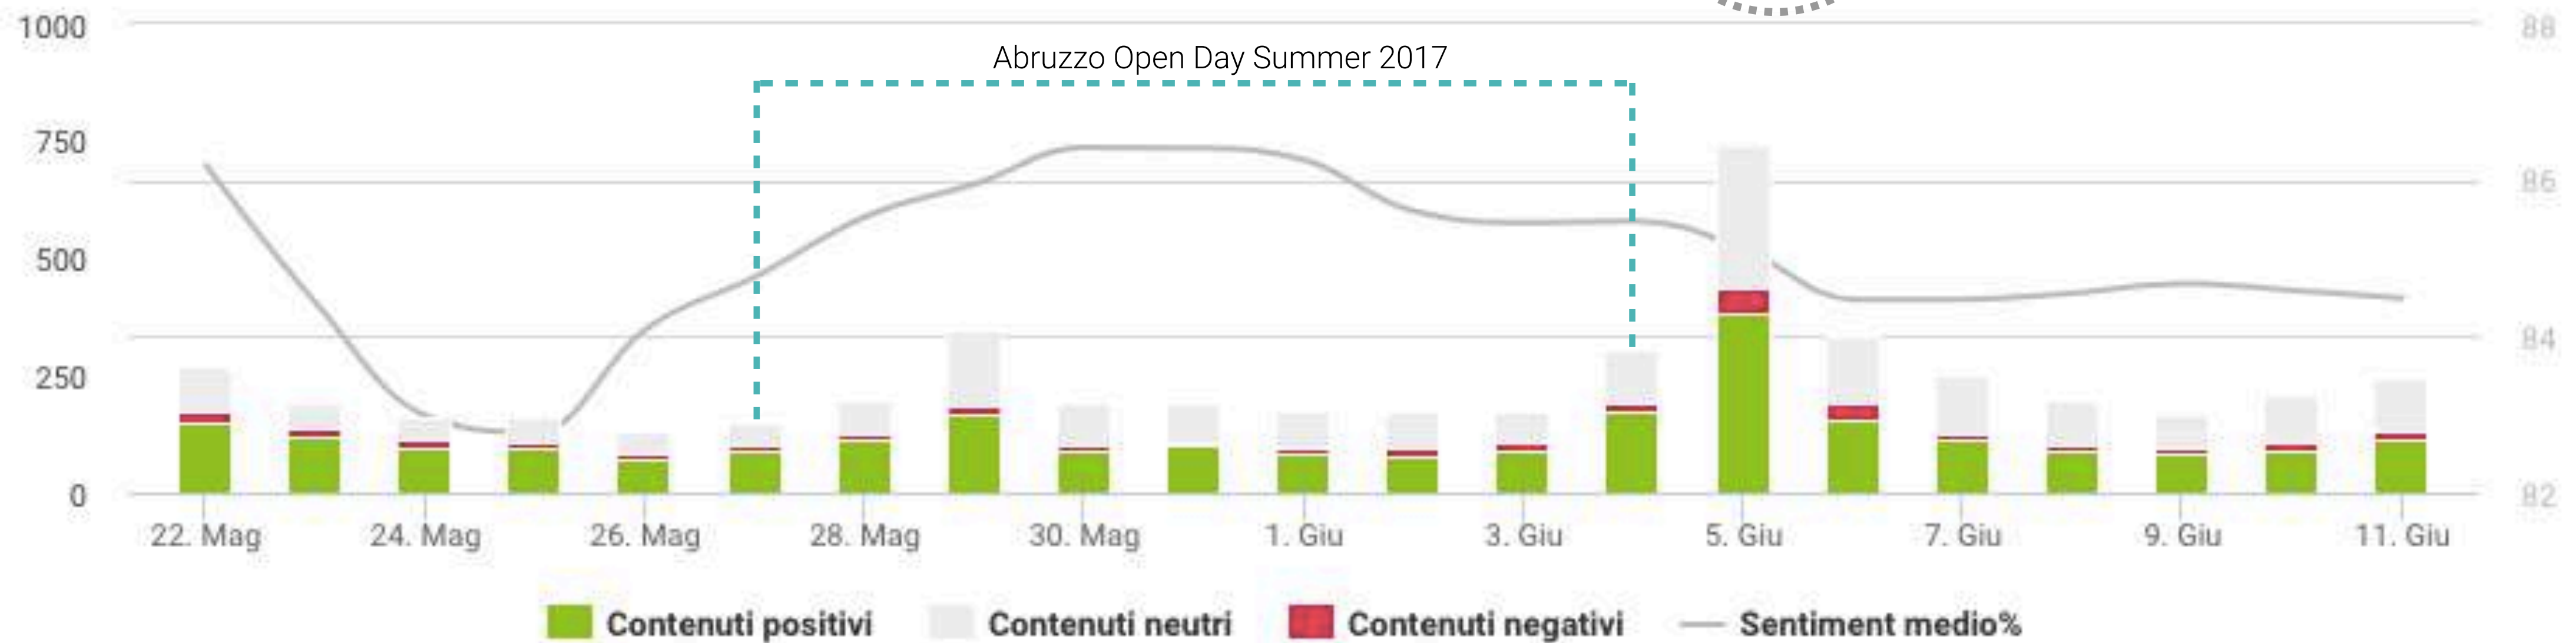 1000
88
Abruzzo Open Day Summer 2017
750
86
500
84
250
0
82
22. Mag
24. Mag
26. Mag
28. Mag
30. Mag
1. Giu
3. Giu
5. Giu
7. Giu
9. Giu
11. Giu
Contenuti positivi
Contenuti neutri
Contenuti negativi
Sentiment medio%